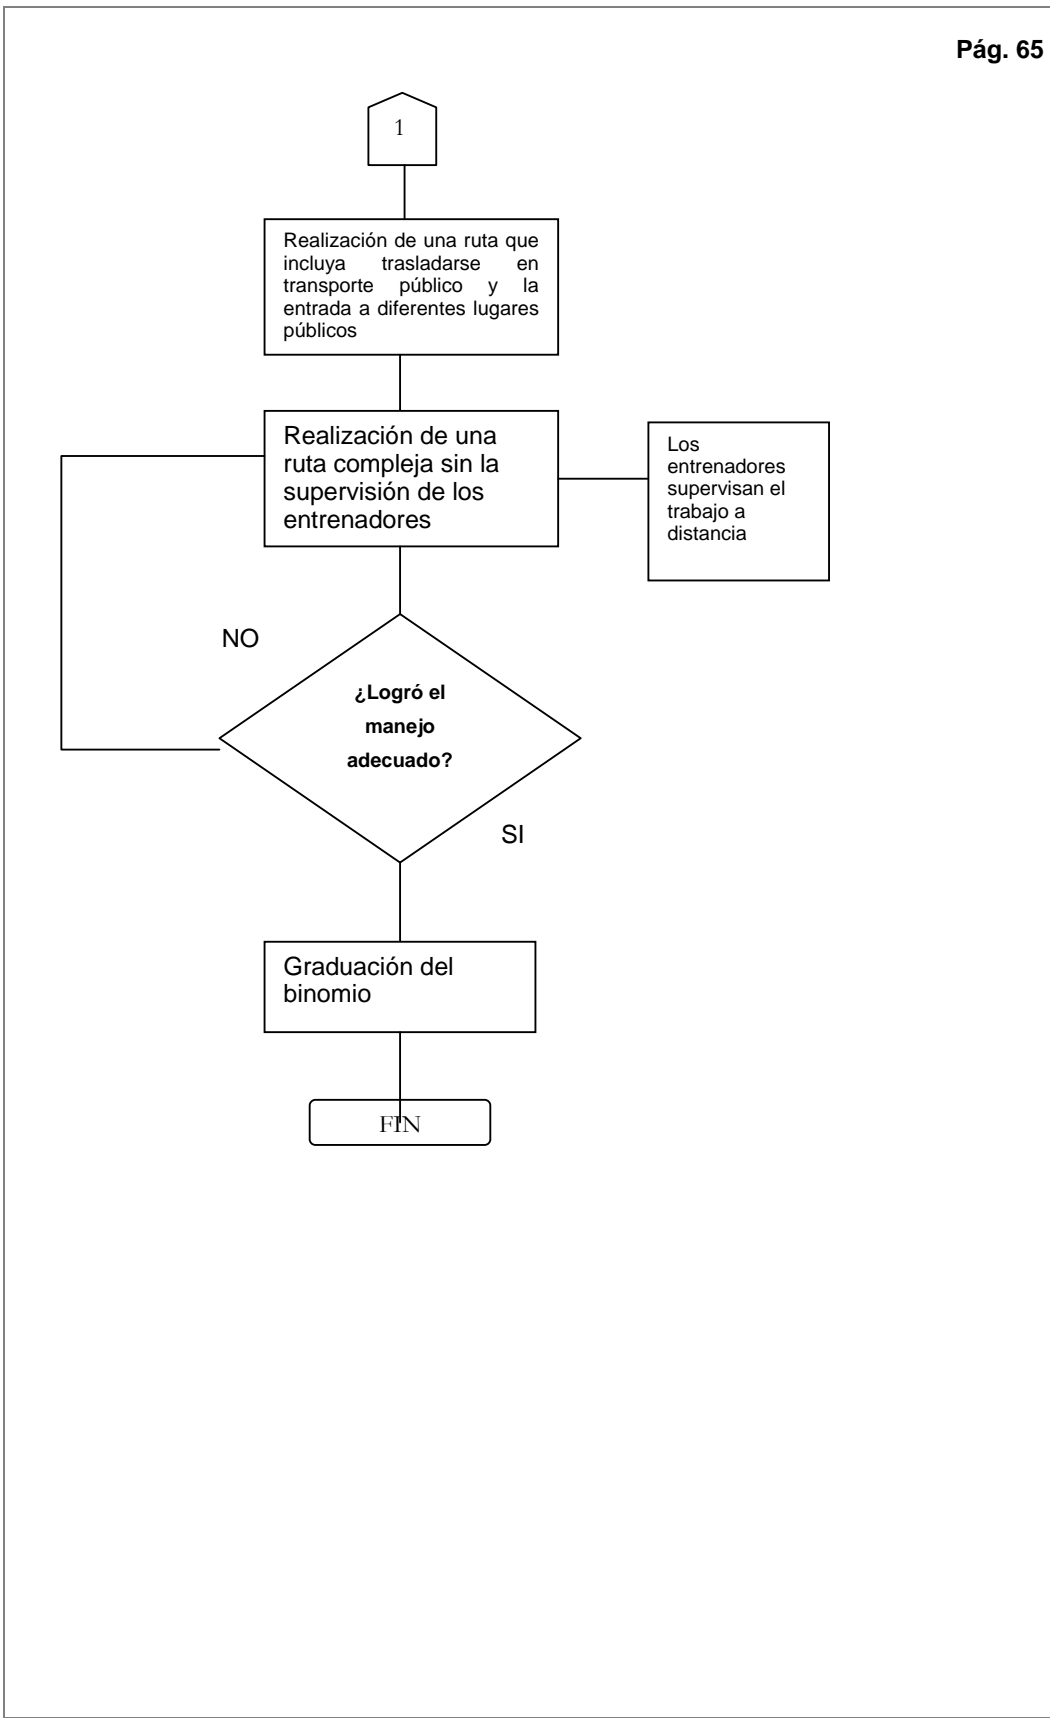 Pág. 65
1
Realización de una ruta que
incluya trasladarse en
transporte público y la
entrada a diferentes lugares
públicos
Realización de una
ruta compleja sin la
supervisión de los
entrenadores
Los
entrenadores
supervisan el
trabajo a
distancia
NO
¿Logró el
manejo
adecuado?
SI
Graduación del
binomio
FIN